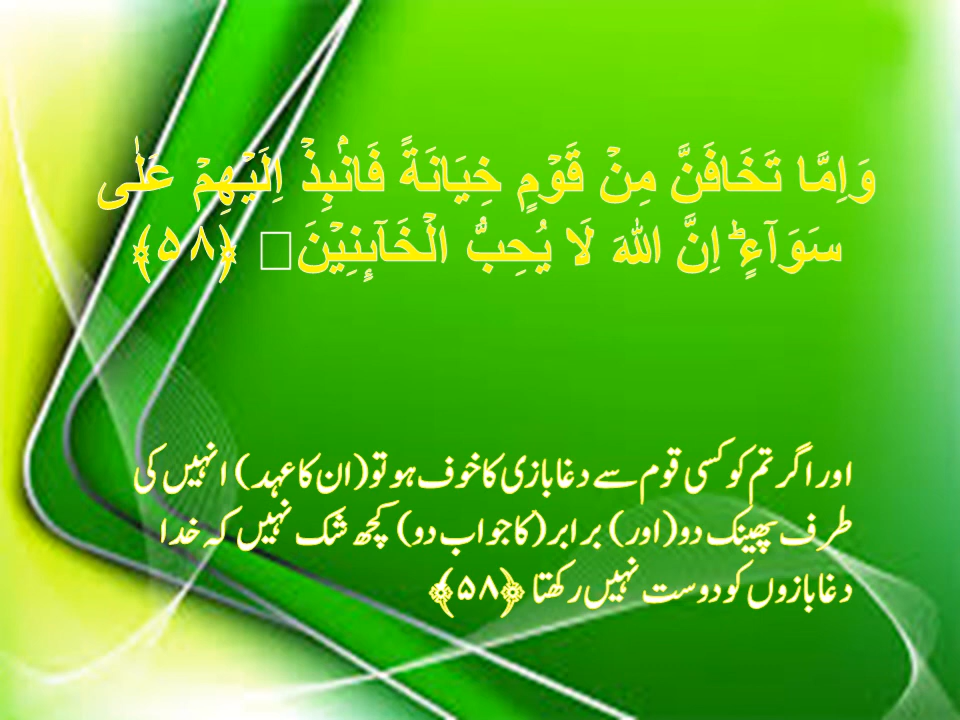 وَاِمَّا تَخَافَنَّ مِنۡ قَوۡمٍ خِيَانَةً فَانۢۡبِذۡ اِلَيۡهِمۡ عَلٰى
سَوَآءٍ‌ؕ اِنَّ اللّٰهَ لَا يُحِبُّ الۡخَآٮِٕنِيۡنَ ﴿۵۸﴾
اور اگر تم کو کسی قوم سے دغا بازی کا خوف ہو تو (ان کا عہد) انہیں کی
طرف پھینک دو (اور) برابر (کا جواب دو) کچھ شک نہیں کہ خدا
دغابازوں کو دوست نہیں رکھتا ﴿۵۸﴾